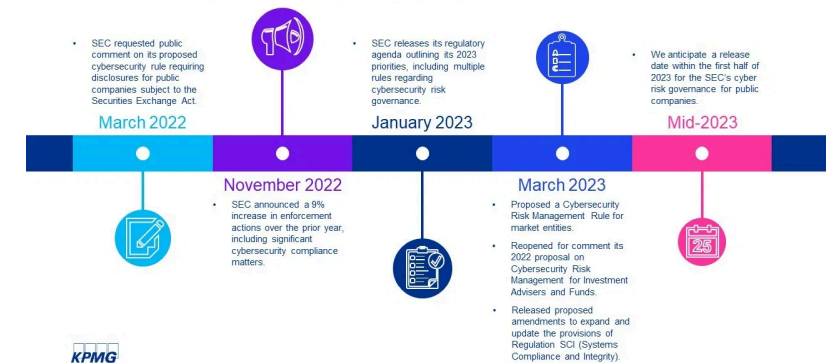 • SEC requested public
comment on its proposed
cybersecurity rule requiring
disclosures for public
companies subject to the
Securities Exchange Act.
March 2022
November 2022
• SEC announced a 9%
increase in enforcement
actions over the prior year,
including significant
cybersecurity compliance
matters.
• SEC releases its regulatory
agenda outlining its 2023
priorities, including multiple
rules regarding
cybersecurity risk
governance.
January 2023
March 2023
• Proposed a Cybersecurity
Risk Management Rule for
market entities.
• Reopened for comment its
2022 proposal on
Cybersecurity Risk
Management for Investment
Advisers and Funds.
• Released proposed
amendments to expand and
update the provisions of
Regulation SCI (Systems
Compliance and Integrity).
• We anticipate a release
date within the first half of
2023 for the SEC's cyber
risk governance for public
companies.
Mid-2023
25
KPMG